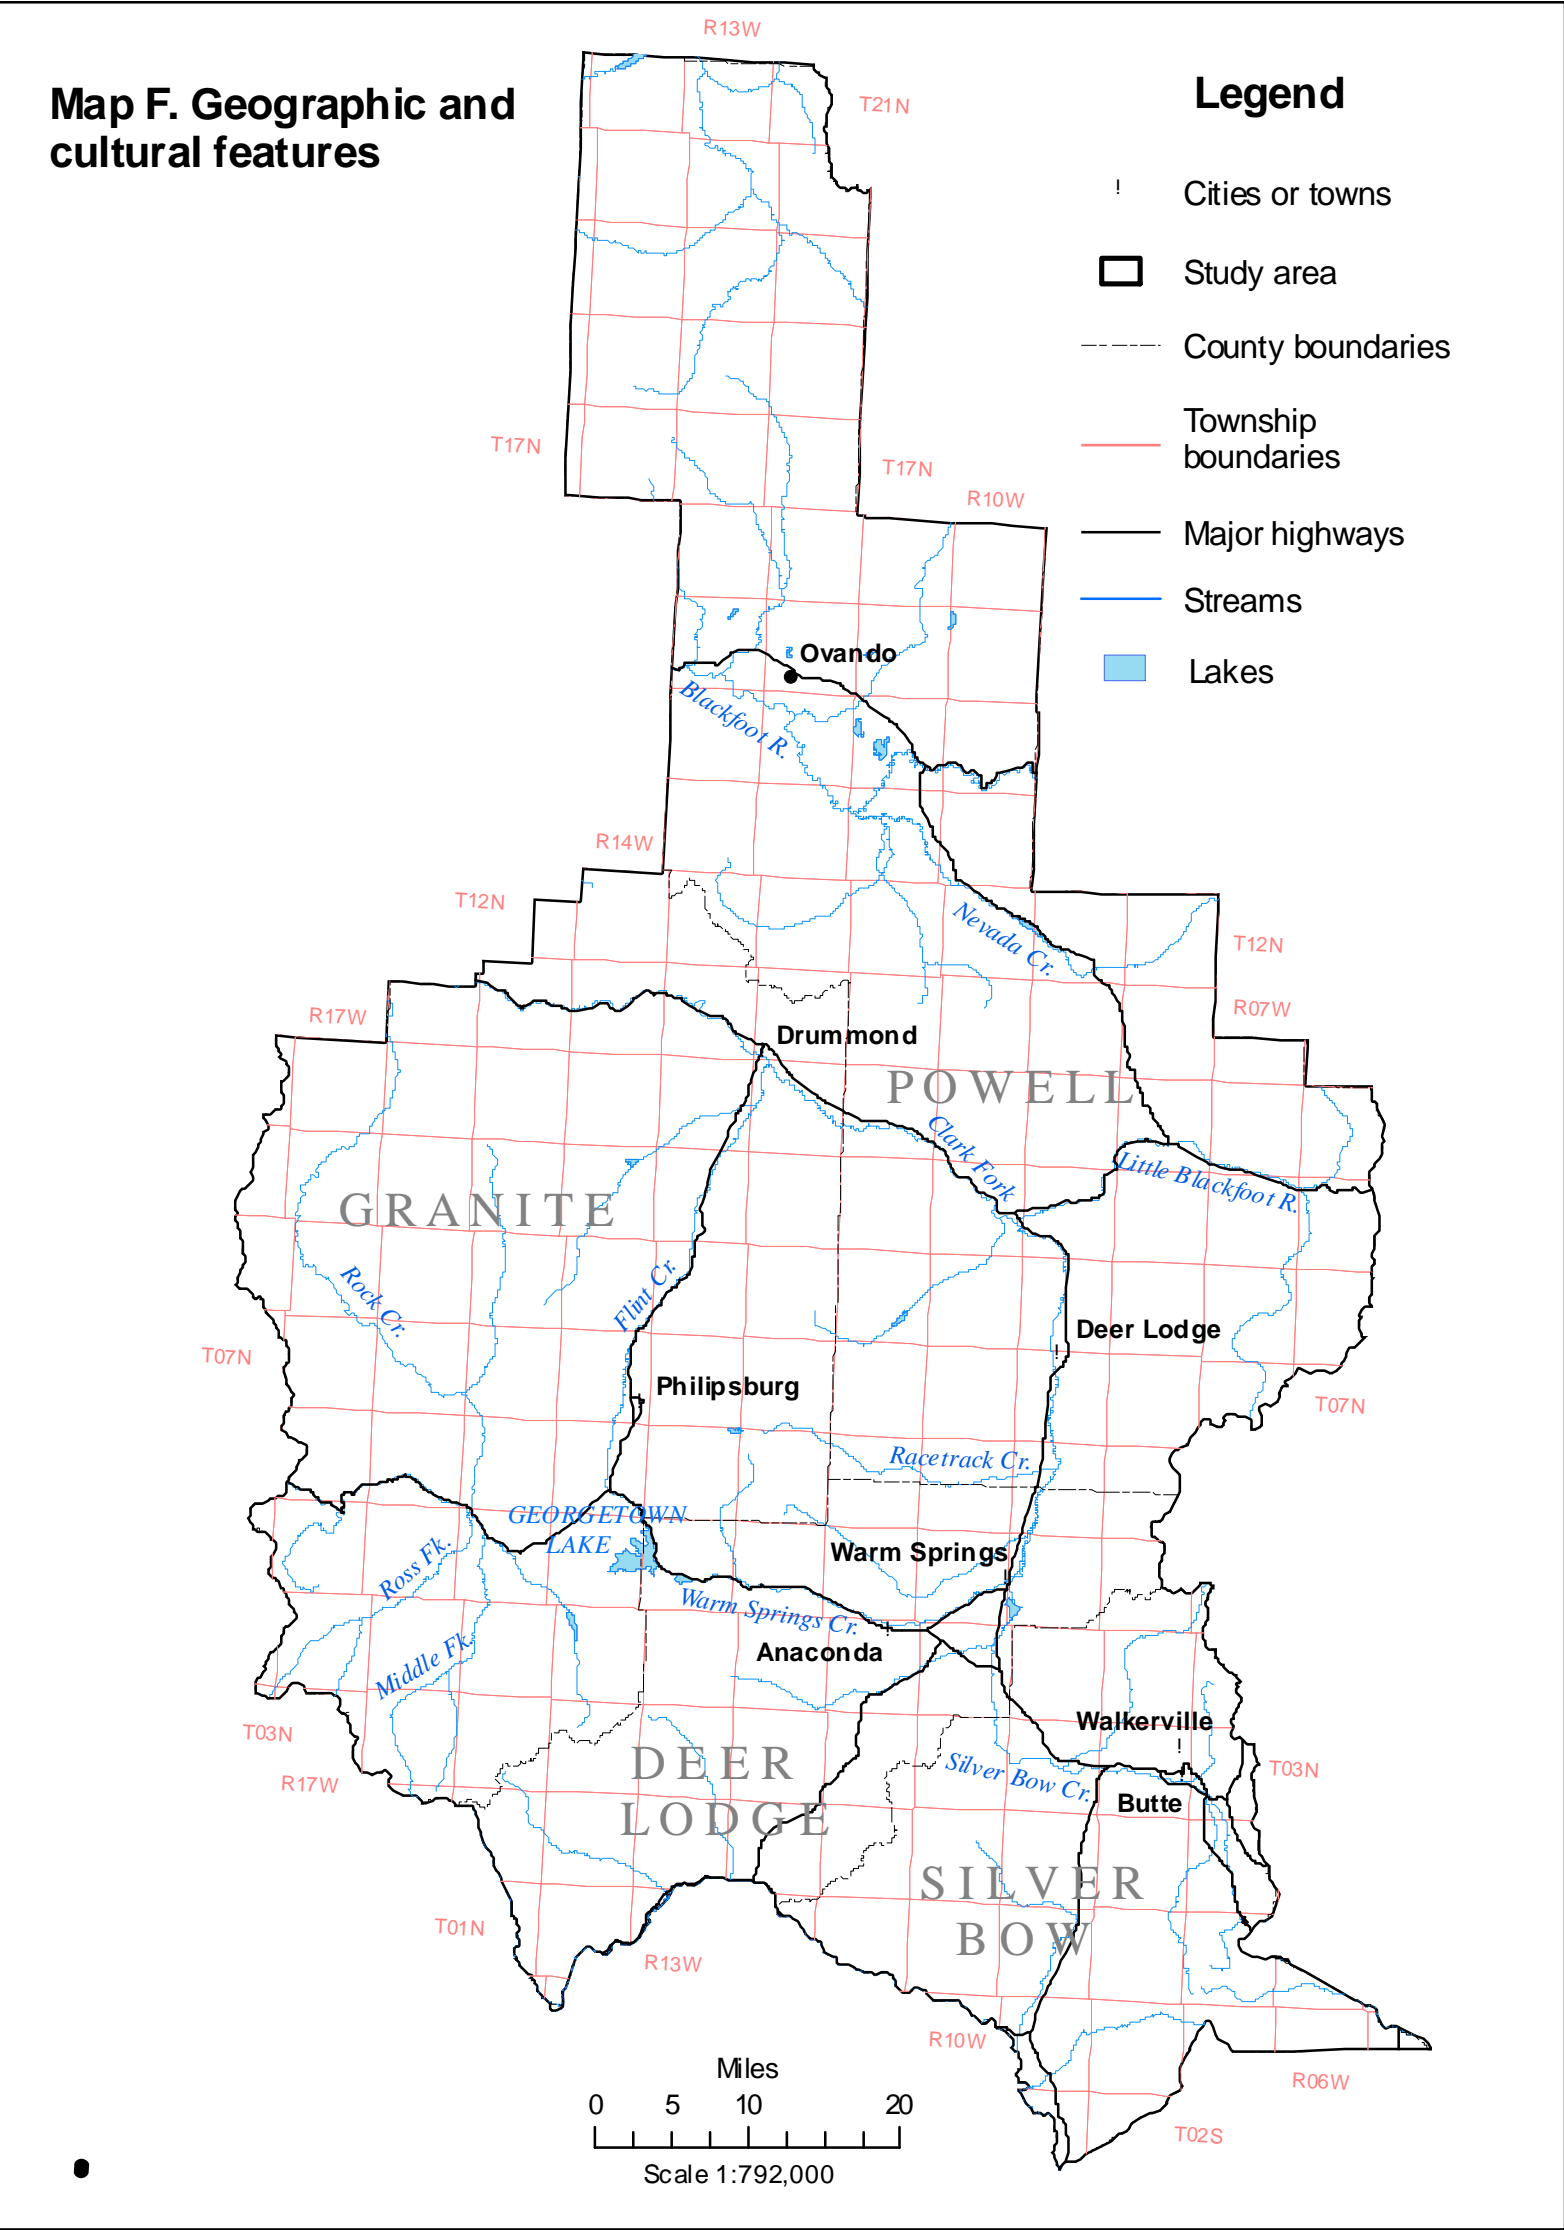 R13W
Map F. Geographic and
cultural features
Legend
T21N
! Cities or towns
Study area
County boundaries
Township
boundaries
Major highways
Streams
Lakes
T17N
T17N
R10W
Ovando
Blackfoot R.
R14W
T12N
Nevada Cr.
T12N
R07W
R17W
Drummond
POWELL
Clark Fork
Little Blackfoot R.
GRANITE
Rock Cr.
Flint Cr.
Deer Lodge
!
T07N
Philipsburg
!
T07N
Racetrack Cr.
GEORGETOWN
LAKE
Ross Fk.
Warm Springs
!
Warm Springs Cr.
!
Anaconda
Middle Fk.
T03N
Walkerville
!
R17W
DEER
LODGE
Silver Bow Cr.
T03N
!
Butte
SILVER
BOW
T01N
R13W
R10W
R06W
T02S
Miles
0 5 10 20
Scale 1:792,000